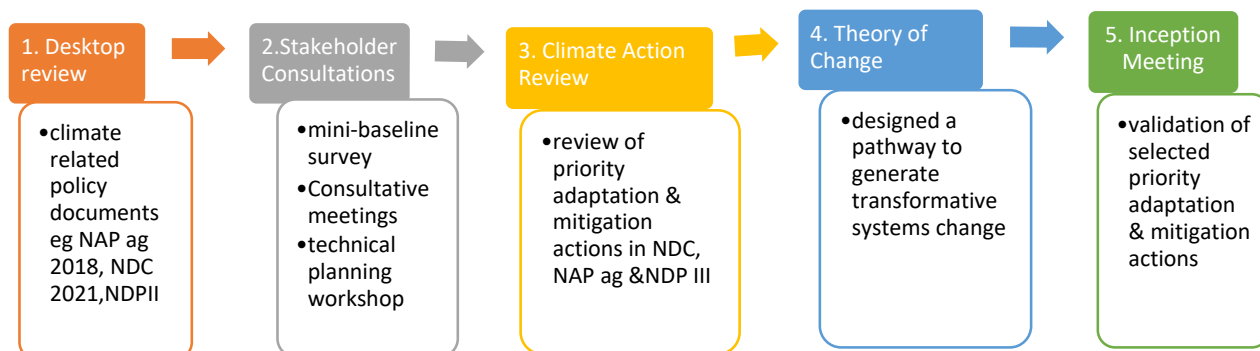 1. Desktop
review
•climate
related
policy
documents
eg NAP ag
2018, NDC
2021,NDPII
2.Stakeholder
Consultations
•mini-baseline
survey
•Consultative
meetings
•technical
planning
workshop
3. Climate Action
Review
•review of
priority
adaptation &
mitigation
actions in NDC,
NAP ag &NDP III
4. Theory of
Change
•designed a
pathway to
generate
transformative
systems change
5. Inception
Meeting
•validation of
selected
priority
adaptation
& mitigation
actions